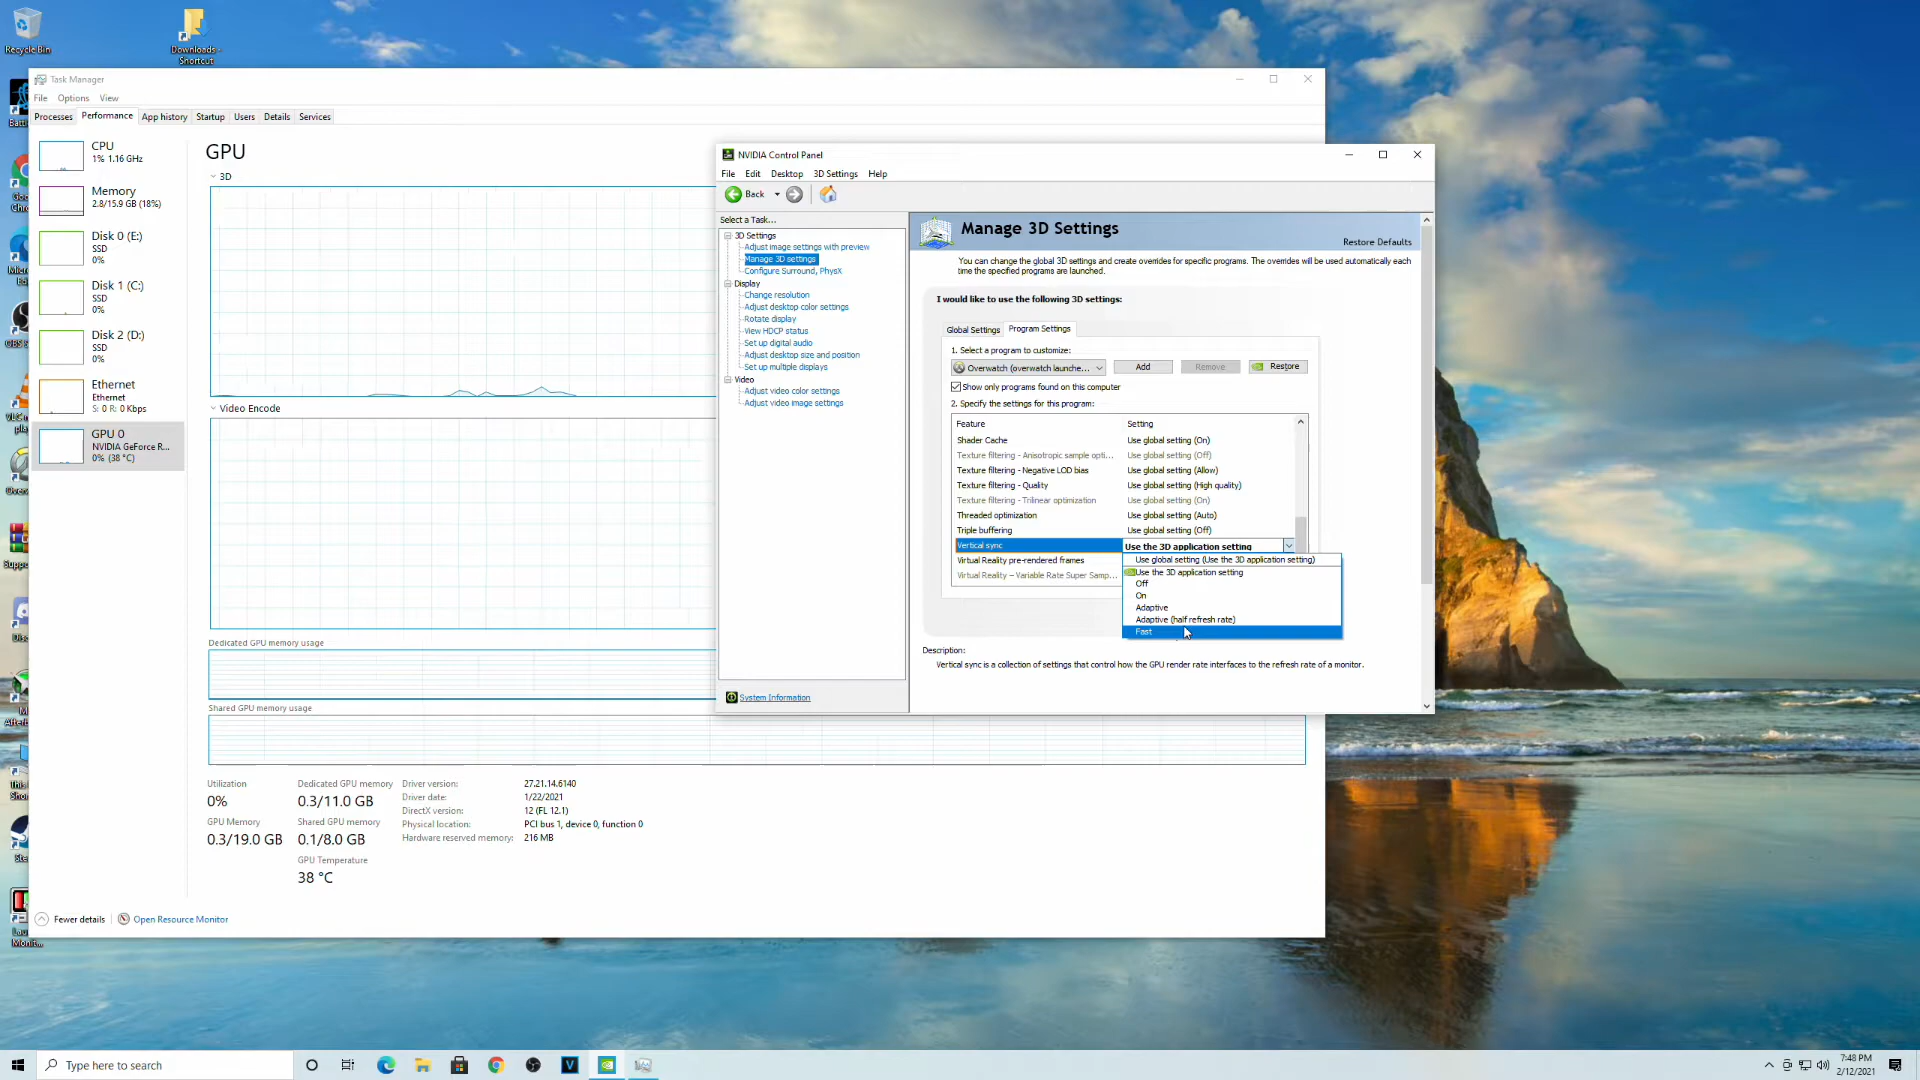 Recycle Bin
Downloads -
Shortcut
Task Manager
File Options View
Processes Performance App history Startup Users Details Services
CPU
1% 1.16 GHz
Memory
2.8/15.9 GB (18%)
Disk 0 (E:)
SSD
0%
Disk 1 (C:)
SSD
0%
Disk 2 (D:)
SSD
0%
Ethernet
Ethernet
S: 0 R: 0 Kbps
GPU 0
NVIDIA GeForce R...
0% (38 °C)
GPU
3D
Video Encode
Dedicated GPU memory usage
Shared GPU memory usage
Utilization
0%
Dedicated GPU memory
0.3/11.0 GB
GPU Memory
0.3/19.0 GB
Shared GPU memory
0.1/8.0 GB
GPU Temperature
38 °C
Driver version: 27.21.14.6140
Driver date: 1/22/2021
DirectX version: 12 (FL 12.1)
Physical location: PCI bus 1, device 0, function 0
Hardware reserved memory: 216 MB
Fewer details Open Resource Monitor
NVIDIA Control Panel
File Edit Desktop 3D Settings Help
Back
Select a Task...
3D Settings
Adjust image settings with preview
Manage 3D settings
Configure Surround, PhysX
Display
Change resolution
Adjust desktop color settings
Rotate display
View HDCP status
Set up digital audio
Adjust desktop size and position
Set up multiple displays
Video
Adjust video color settings
Adjust video image settings
System Information
Manage 3D Settings
Restore Defaults
You can change the global 3D settings and create overrides for specific programs. The overrides will be used automatically each
time the specified programs are launched.
I would like to use the following 3D settings:
Global Settings Program Settings
1. Select a program to customize:
Overwatch (overwatch launche... Add Remove Restore
Show only programs found on this computer
2. Specify the settings for this program:
Feature Setting
Shader Cache Use global setting (On)
Texture filtering - Anisotropic sample opti... Use global setting (Off)
Texture filtering - Negative LOD bias Use global setting (Allow)
Texture filtering - Quality Use global setting (High quality)
Texture filtering - Trilinear optimization Use global setting (On)
Threaded optimization Use global setting (Auto)
Triple buffering Use global setting (Off)
Vertical sync Use the 3D application setting
Virtual Reality pre-rendered frames
Virtual Reality – Variable Rate Super Samp...
Use global setting (Use the 3D application setting)
Use the 3D application setting
Off
On
Adaptive
Adaptive (half refresh rate)
Fast
Description:
Vertical sync is a collection of settings that control how the GPU render rate interfaces to the refresh rate of a monitor.
Type here to search
7:48 PM
2/12/2021